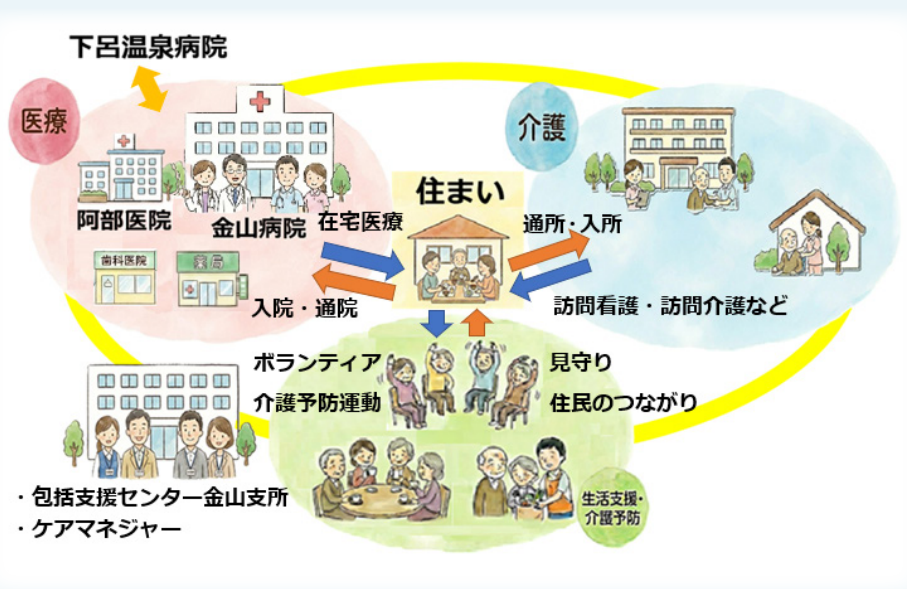 下呂温泉病院
医療
介護
阿部医院
金山病院
在宅医療
住まい
通所・入所
歯科医院
薬局
入院・通院
訪問看護・訪問介護など
ボランティア
見守り
介護予防運動
住民のつながり
・包括支援センター金山支所
・ケアマネジャー
生活支援・
介護予防